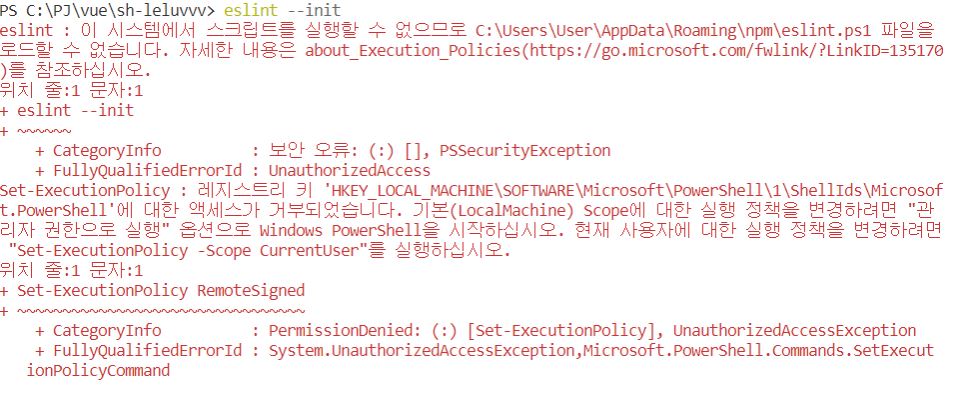 PS C:\PJ\vue\sh-leluvvv> eslint --init
eslint : 이 시스템에서 스크립트를 실행할 수 없으므로 C:\Users\User\AppData\Roaming\npm\eslint.ps1 파일을
로드할 수 없습니다. 자세한 내용은 about_Execution_Policies(https://go.microsoft.com/fwlink/?LinkID=135170
)를 참조하십시오.
위치 줄:1 문자:1
+ eslint --init
+ ~~~~~~
+ CategoryInfo          : 보안 오류: (:) [], PSSecurityException
+ FullyQualifiedErrorId : UnauthorizedAccess
Set-ExecutionPolicy : 레지스트리 키 'HKEY_LOCAL_MACHINE\SOFTWARE\Microsoft\PowerShell\1\ShellIds\Microsof
t.PowerShell'에 대한 액세스가 거부되었습니다. 기본(LocalMachine) Scope에 대한 실행 정책을 변경하려면 "관
리자 권한으로 실행" 옵션으로 Windows PowerShell을 시작하십시오. 현재 사용자에 대한 실행 정책을 변경하려면
"Set-ExecutionPolicy -Scope CurrentUser"를 실행하십시오.
위치 줄:1 문자:1
+ Set-ExecutionPolicy RemoteSigned
+ ~~~~~~~~~~~~~~~~~~~~~~~~~~~~~~~~
+ CategoryInfo          : PermissionDenied: (:) [Set-ExecutionPolicy], UnauthorizedAccessException
+ FullyQualifiedErrorId : System.UnauthorizedAccessException,Microsoft.PowerShell.Commands.SetExecut
ionPolicyCommand